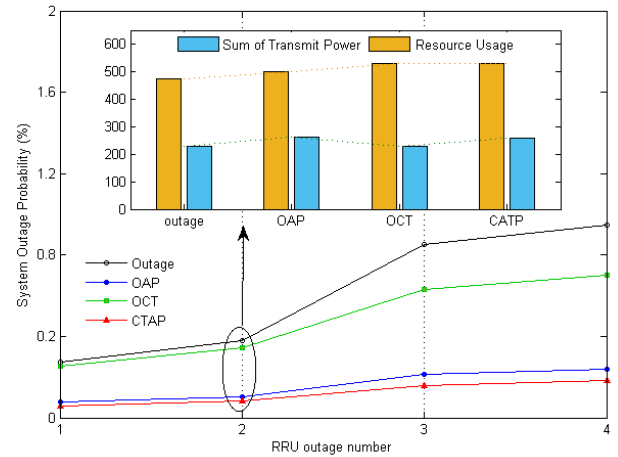 2
1.6
1.2
0.8
0.2
0
System Outage Probability (%)
600
500
400
300
200
100
0
Sum of Transmit Power
Resource Usage
outage OAP OCT CATP
Outage
OAP
OCT
CTAP
1 2 3 4
RRU outage number